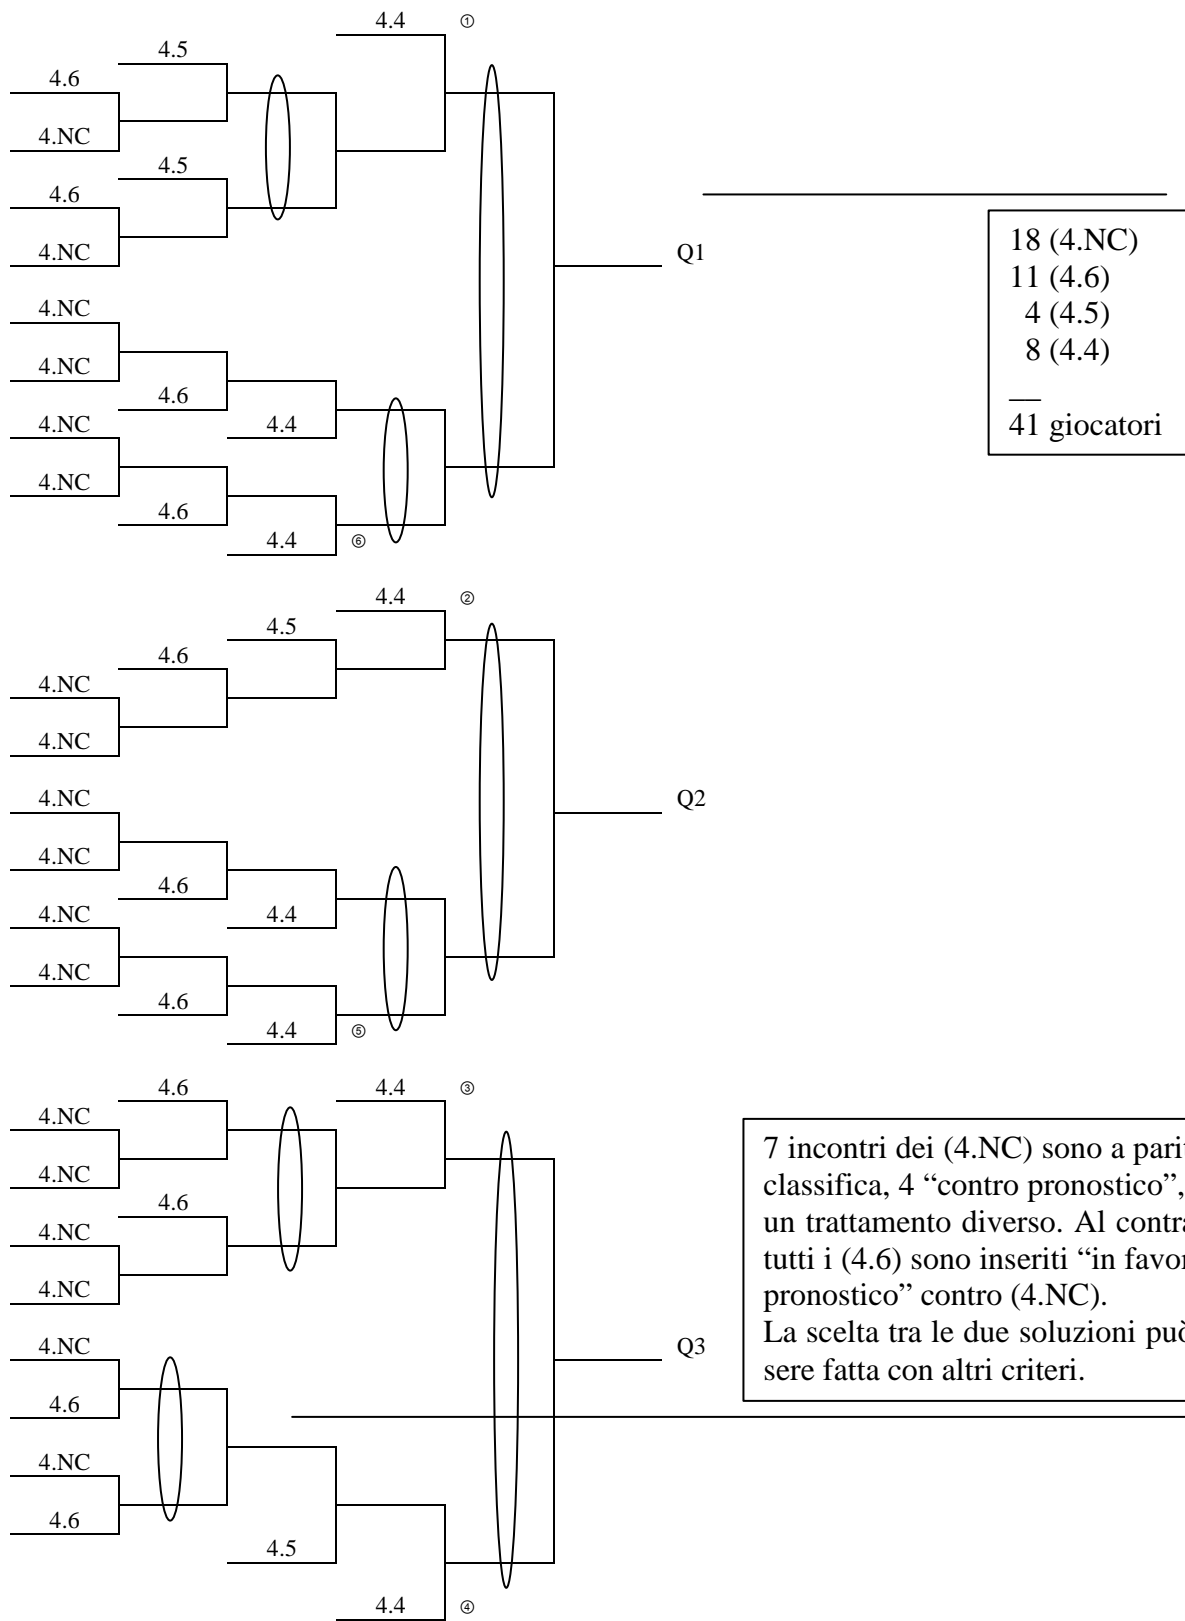 4.4 ①
4.5
4.6
4.NC
4.5
4.6
4.NC
Q1
4.NC
4.NC
4.6
4.NC
4.4
4.NC
4.6
4.4 ⑥
18 (4.NC)
11 (4.6)
4 (4.5)
8 (4.4)
__
41 giocatori
4.4 ②
4.5
4.6
4.NC
4.NC
Q2
4.NC
4.NC
4.6
4.NC
4.4
4.NC
4.6
4.4 ⑤
4.6
4.4 ③
4.NC
4.NC
4.6
4.NC
4.NC
Q3
4.NC
4.6
4.NC
4.6
4.5
4.4 ④
7 incontri dei (4.NC) sono a
classifica, 4 “contro pronostico”,
un trattamento diverso. Al
tutti i (4.6) sono inseriti “in
pronostico” contro (4.NC).
La scelta tra le due soluzioni può
sere fatta con altri criteri.